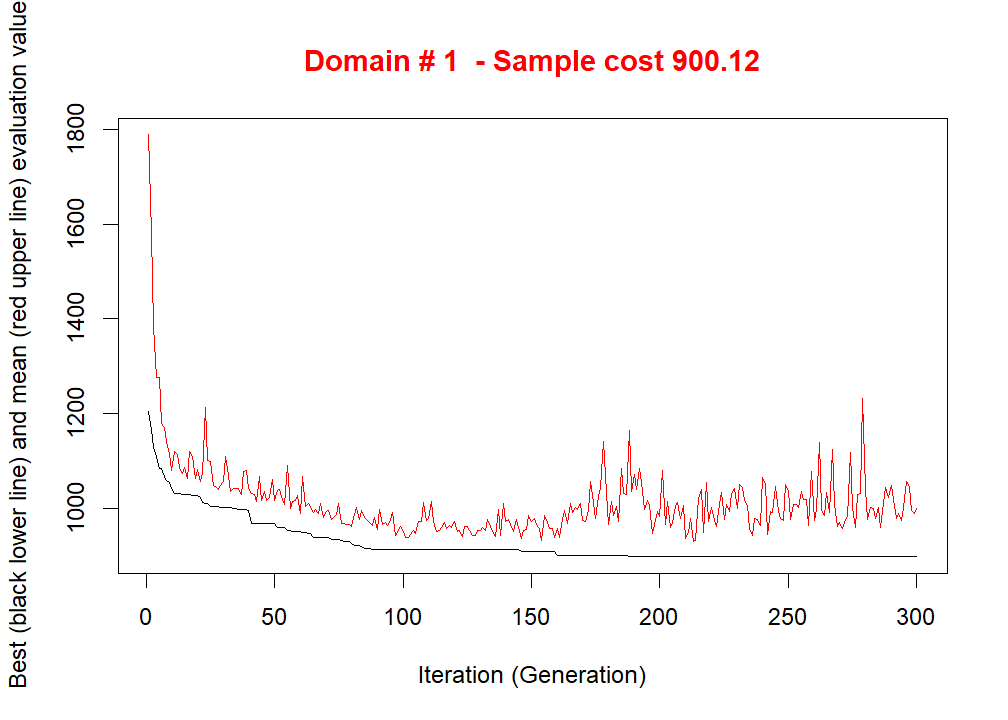 Domain # 1  - Sample cost 900.12
Best (black lower line) and mean (red upper line) evaluation value
1800
1600
1400
1200
1000
0 50 100 150 200 250 300
Iteration (Generation)